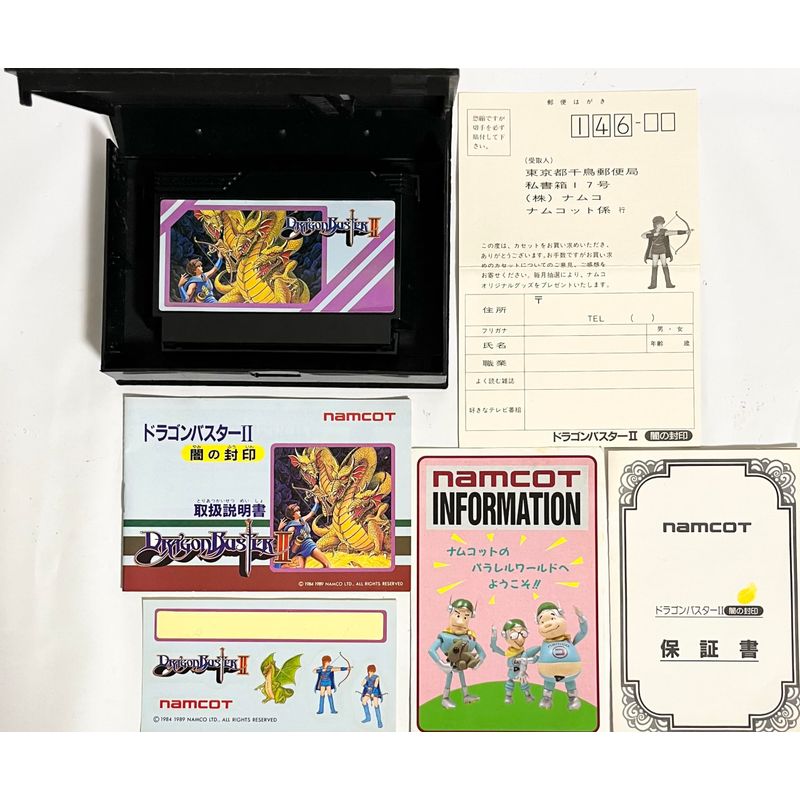 DRAGON BUSTER II
郵便はがき
恐縮ですが
切手を必ず
貼付して下
さい。
146-
(受取人)
東京都千鳥郵便局
私書箱17号
(株)ナムコ
ナムコット係 行
この度は、カセットをお買い求めいただき、
ありがとうございます。お手数ですがお買い求
めのカセットについてのご意見、ご感想を
お寄せください。毎月抽選により、ナムコ
オリジナルグッズをプレゼントいたします。
住所
〒
TEL ( )
フリガナ
男・女
氏名
年齢 歳
職業
よく読む雑誌
好きなテレビ番組
ドラゴンバスターII 闇の封印
namcot
ドラゴンバスターII
やみ ふういん
闇の封印
とりあつかいせつ めい しょ
取扱説明書
DRAGON BUSTER II
© 1984 1989 NAMCO LTD., ALL RIGHTS RESERVED
DRAGON BUSTER II
namcot
© 1984 1989 NAMCO LTD., ALL RIGHTS RESERVED
namcot
INFORMATION
ナムコットの
パラレルワールドへ
ようこそ!!
namcot
ドラゴンバスターII 闇の封印
保証書